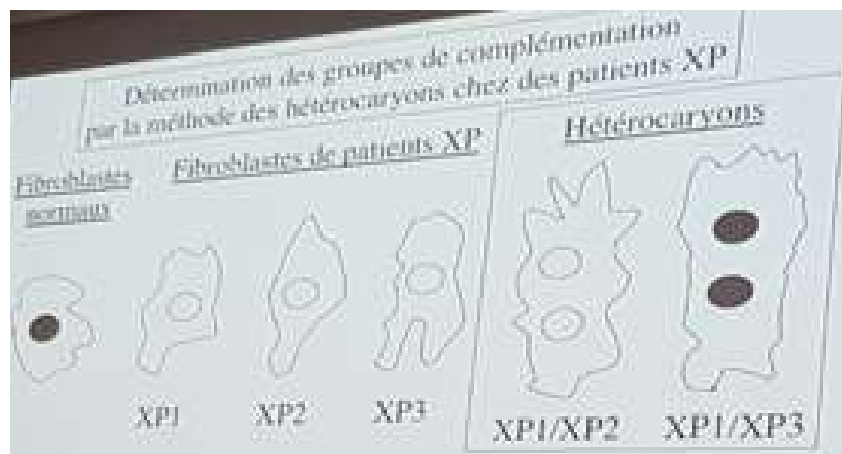 Détermination des groupes de complémentation
par la méthode des hétérocaryons chez des patients XP
Fibroblastes
normaux
Fibroblastes de patients XP
Hétérocaryons
XP1
XP2
XP3
XP1/XP2
XP1/XP3